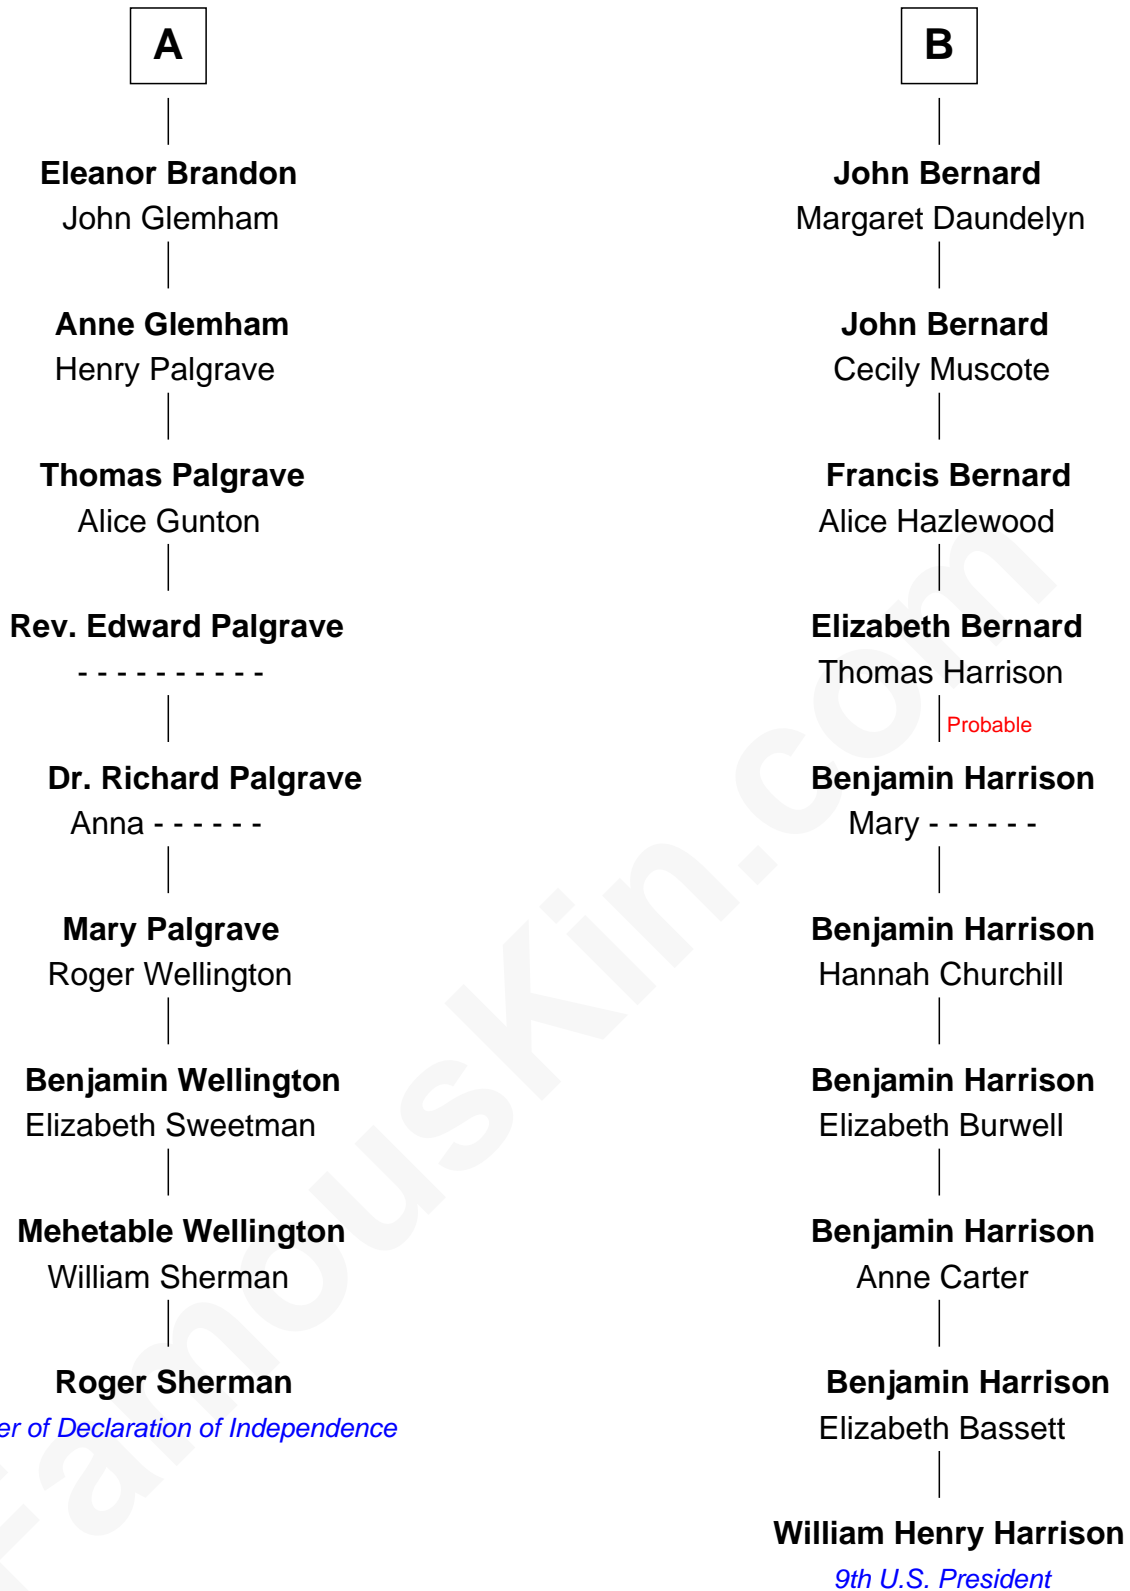 A
Eleanor Brandon
John Glemham
Anne Glemham
Henry Palgrave
Thomas Palgrave
Alice Gunton
Rev. Edward Palgrave
- - - - - - - - - -
Dr. Richard Palgrave
Anna - - - - - -
Mary Palgrave
Roger Wellington
Benjamin Wellington
Elizabeth Sweetman
Mehetable Wellington
William Sherman
Roger Sherman
of Declaration of Independence
B
John Bernard
Margaret Daundelyn
John Bernard
Cecily Muscote
Francis Bernard
Alice Hazlewood
Elizabeth Bernard
Thomas Harrison
Probable
Benjamin Harrison
Mary - - - - - -
Benjamin Harrison
Hannah Churchill
Benjamin Harrison
Elizabeth Burwell
Benjamin Harrison
Anne Carter
Benjamin Harrison
Elizabeth Bassett
William Henry Harrison
9th U.S. President
FamousKin.com